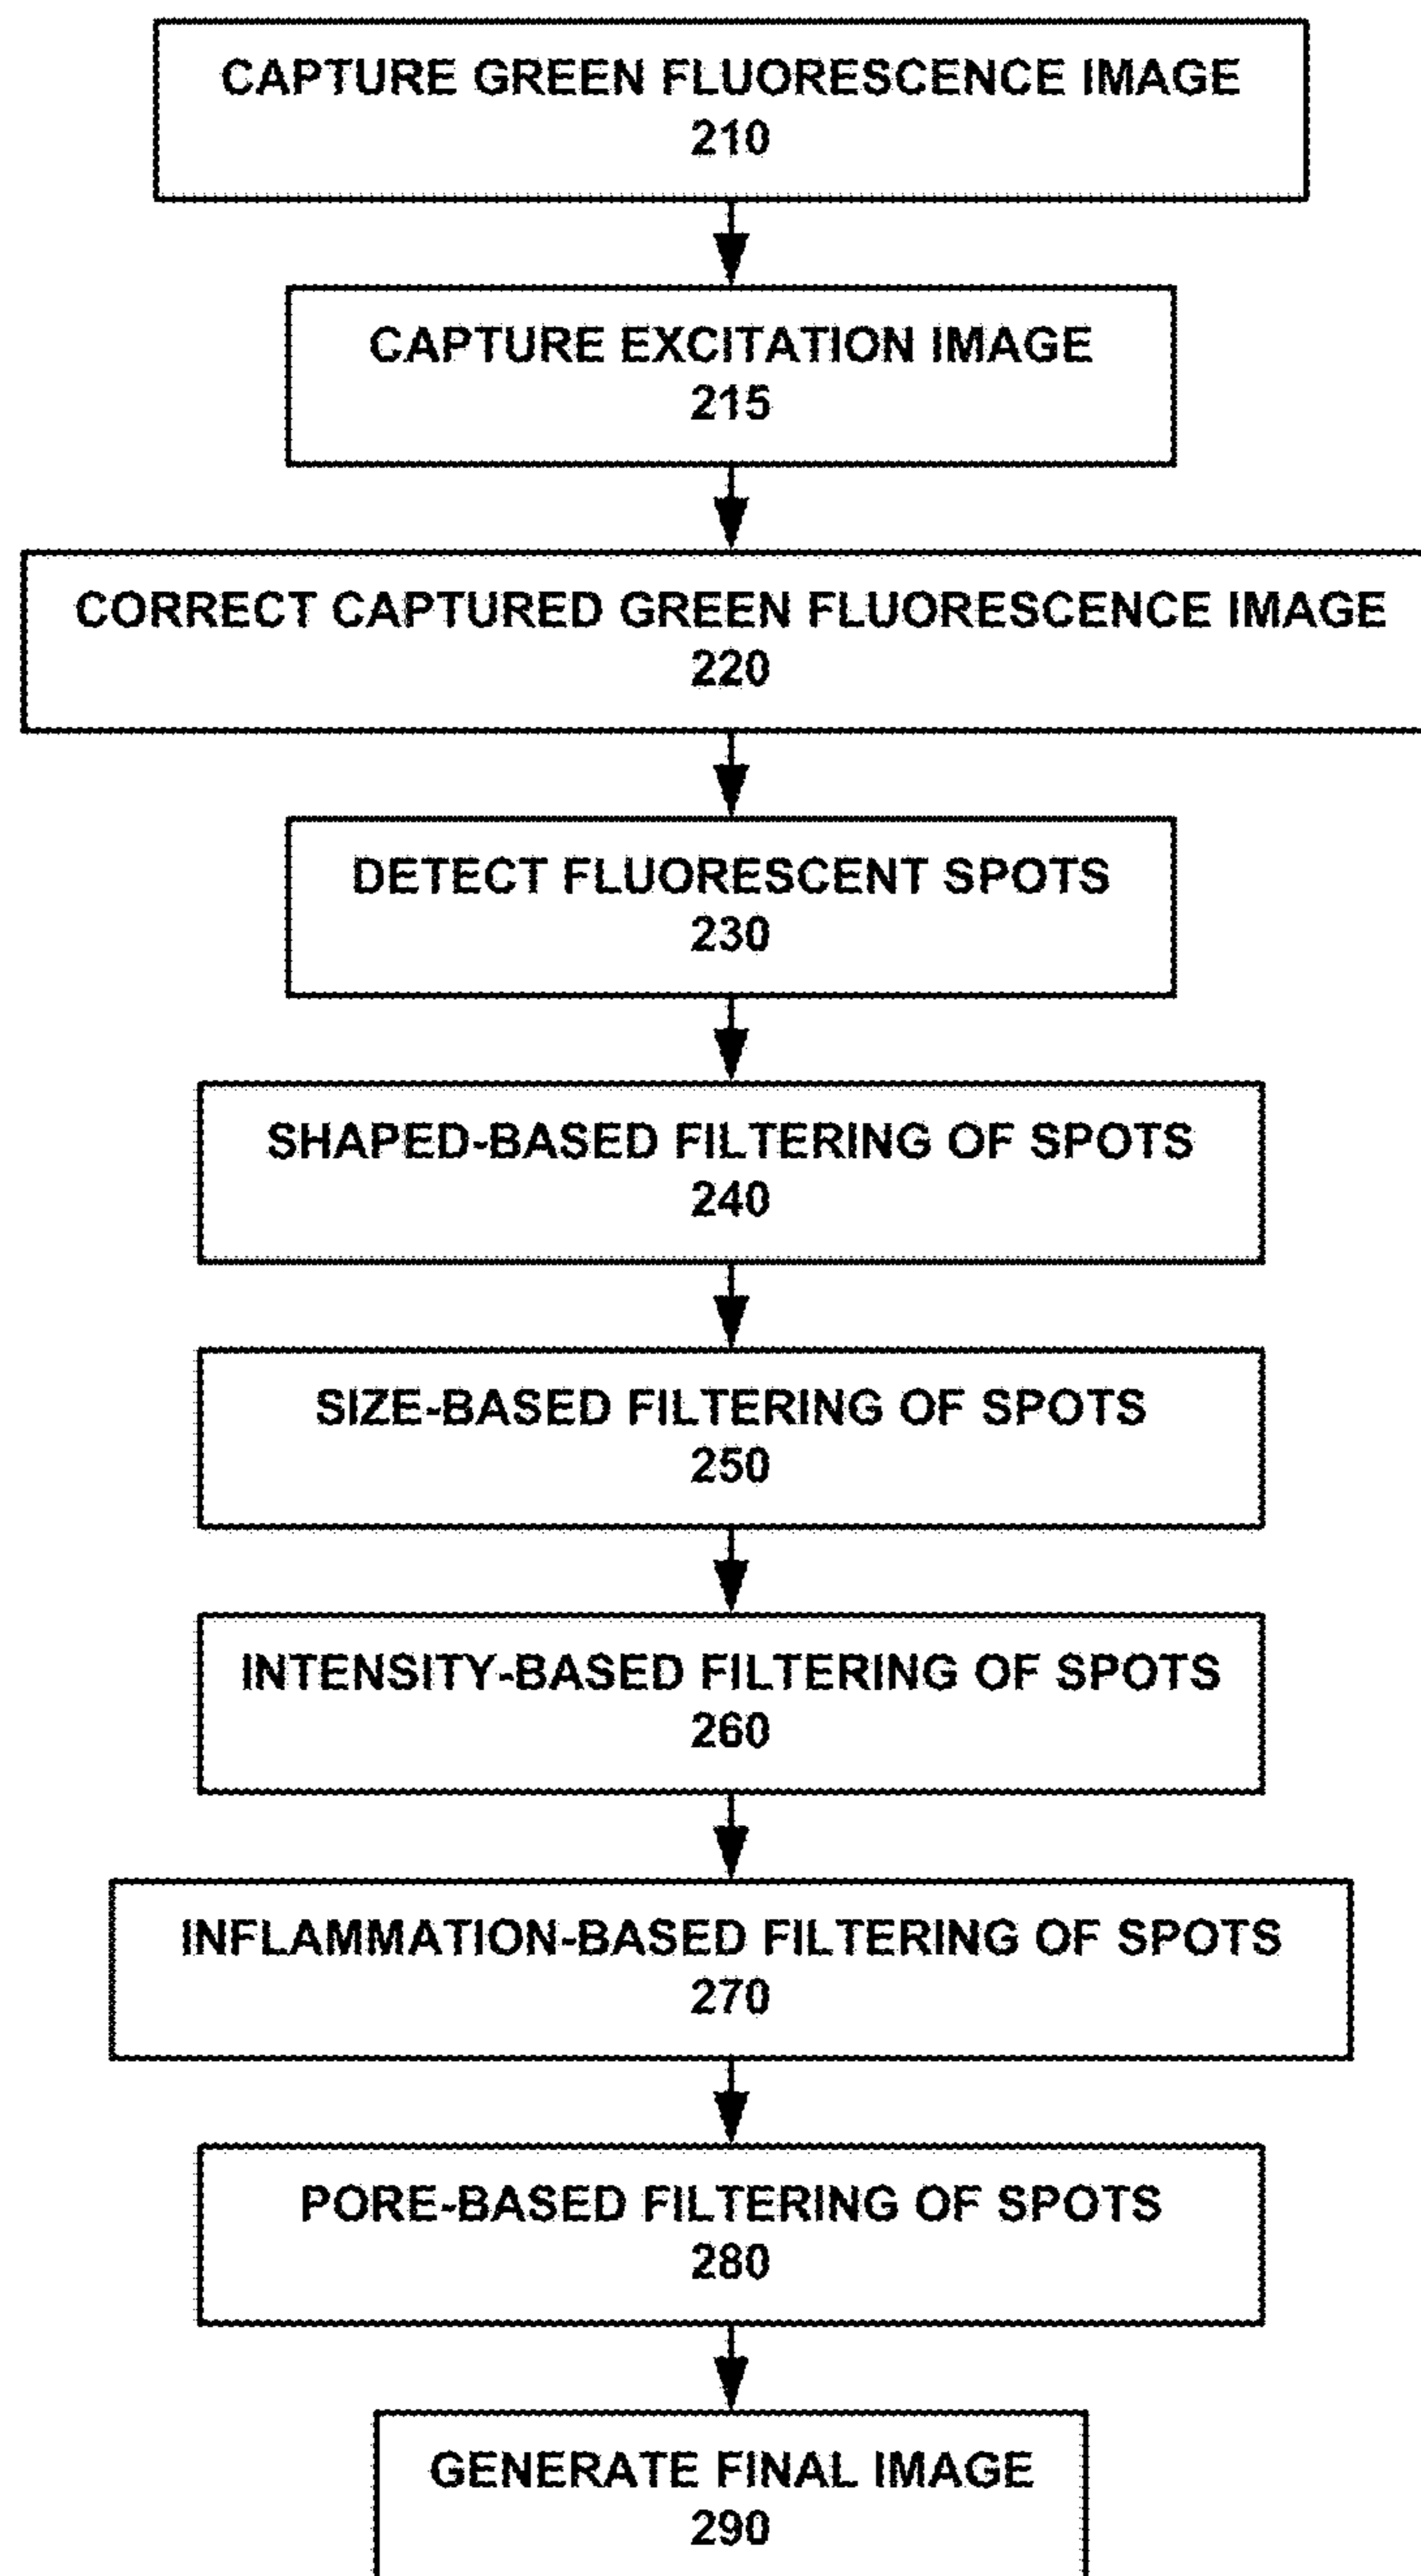 CAPTURE GREEN FLUORESCENCE IMAGE
210
CAPTURE EXCITATION IMAGE
215
CORRECT CAPTURED GREEN FLUORESCENCE IMAGE
220
DETECT FLUORESCENT SPOTS
230
SHAPED-BASED FILTERING OF SPOTS
240
SIZE-BASED FILTERING OF SPOTS
250
INTENSITY-BASED FILTERING OF SPOTS
260
INFLAMMATION-BASED FILTERING OF SPOTS
270
PORE-BASED FILTERING OF SPOTS
280
GENERATE FINAL IMAGE
290